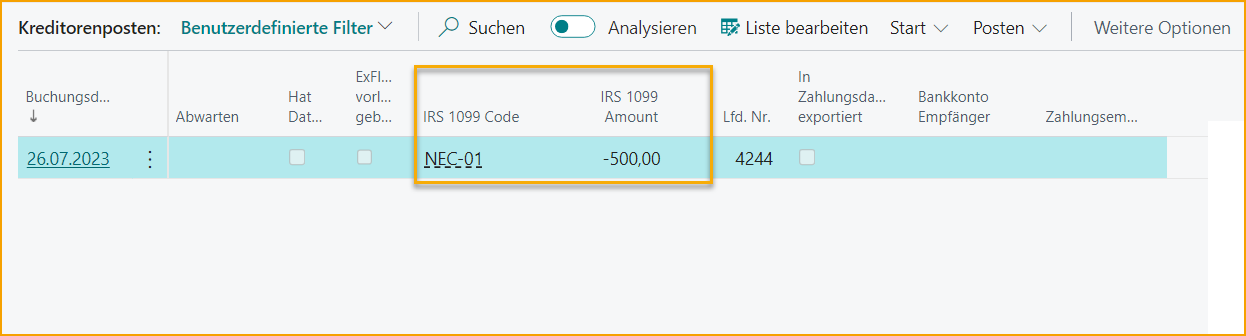 Kreditorenposten: Benutzerdefinierte Filter Suchen Analysieren Liste bearbeiten Start Posten Weitere Optionen
Buchungsd...
Abwarten
Hat
Dat...
ExFl...
vorl...
geb...
IRS 1099 Code
IRS 1099
Amount
Lfd. Nr.
In
Zahlungsda...
exportiert
Bankkonto
Empfänger
Zahlungsem...
26.07.2023 NEC-01 -500,00 4244